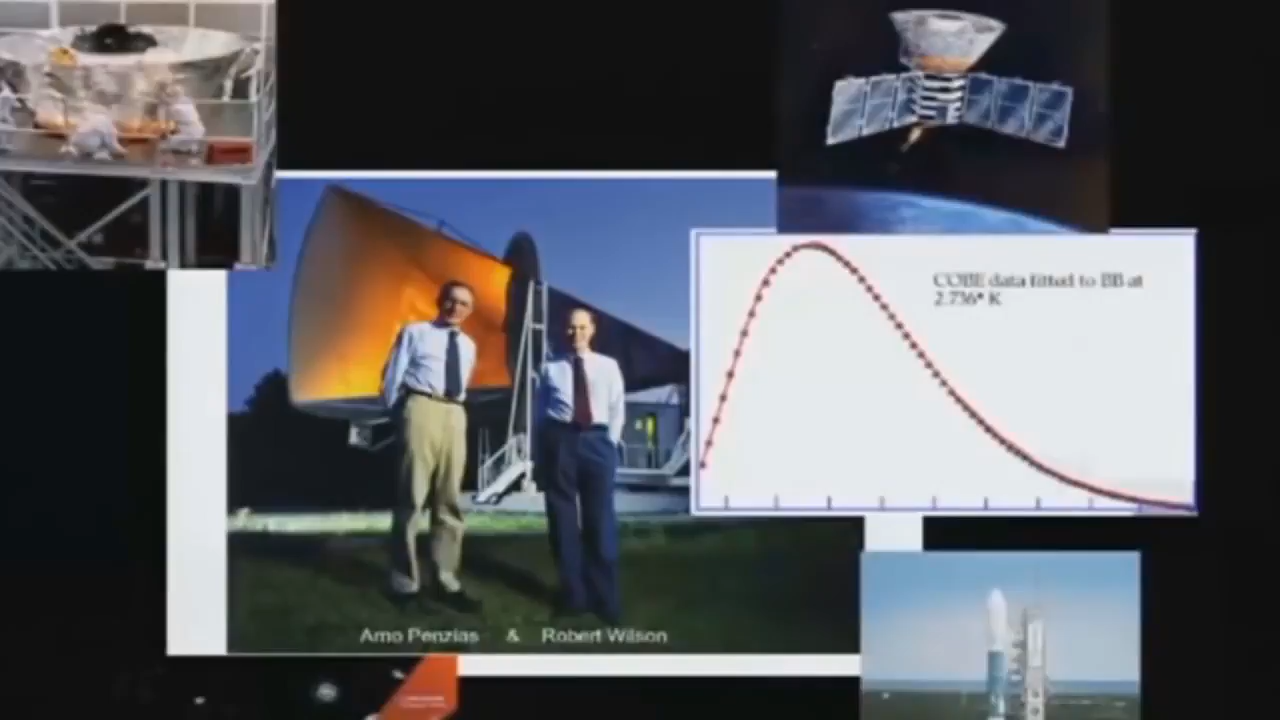 COBE data fitted to BB at
2.736° K
Arno Penzias & Robert Wilson